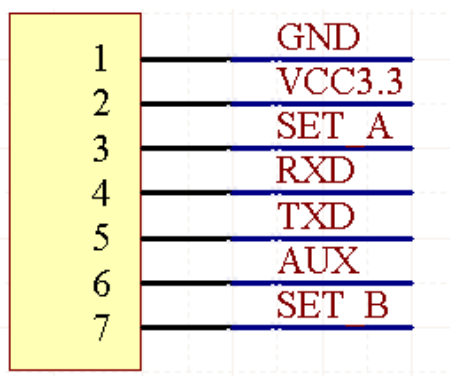 1 GND
2 VCC3.3
3 SET_A
4 RXD
5 TXD
6 AUX
7 SET_B